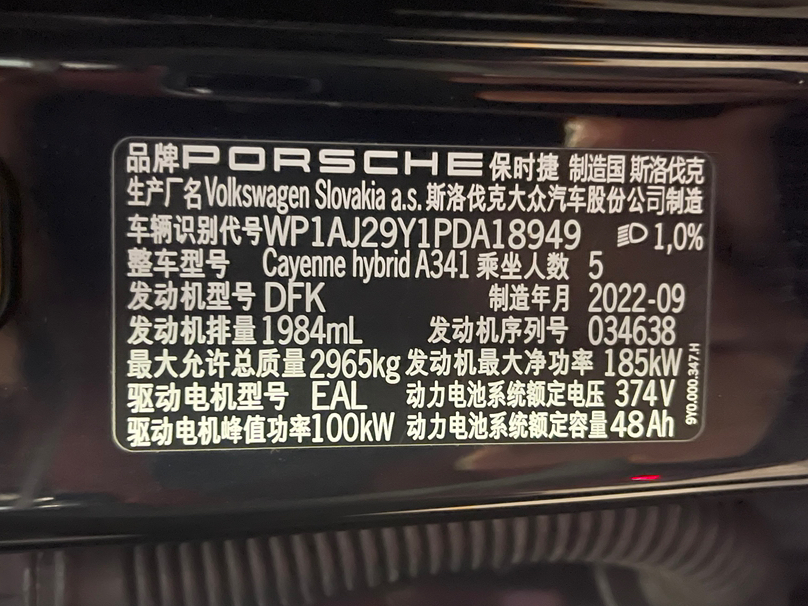 品牌PORSCHE保时捷 制造国 斯洛伐克
生产厂名Volkswagen Slovakia a.s.斯洛伐克大众汽车股份公司制造
车辆识别代号WP1AJ29Y1PDA18949 1,0%
整车型号 Cayenne hybrid A341 乘坐人数 5
发动机型号 DFK 制造年月 2022-09
发动机排量1984mL 发动机序列号 034638
最大允许总质量2965kg 发动机最大净功率 185kW
驱动电机型号 EAL 动力电池系统额定电压 374V
驱动电机峰值功率100kW 动力电池系统额定容量48Ah
9Y0.000.347.H